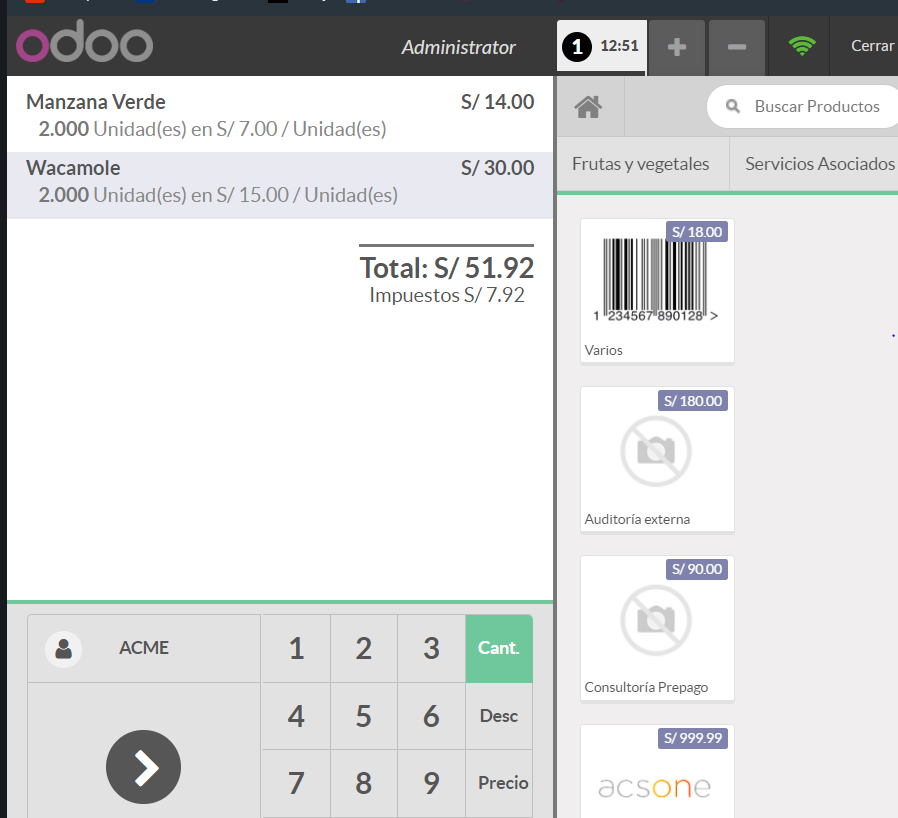 odoo
Administrator
1 12:51
Cerrar
Manzana Verde S/ 14.00
2.000 Unidad(es) en S/ 7.00 / Unidad(es)
Wacamole S/ 30.00
2.000 Unidad(es) en S/ 15.00 / Unidad(es)
Total: S/ 51.92
Impuestos S/ 7.92
ACME
1 2 3 Cant.
4 5 6 Desc
7 8 9 Precio
Buscar Productos
Frutas y vegetales
Servicios Asociados
S/ 18.00
1 234567 890128 >
Varios
S/ 180.00
Auditoría externa
S/ 90.00
Consultoría Prepago
S/ 999.99
acsone